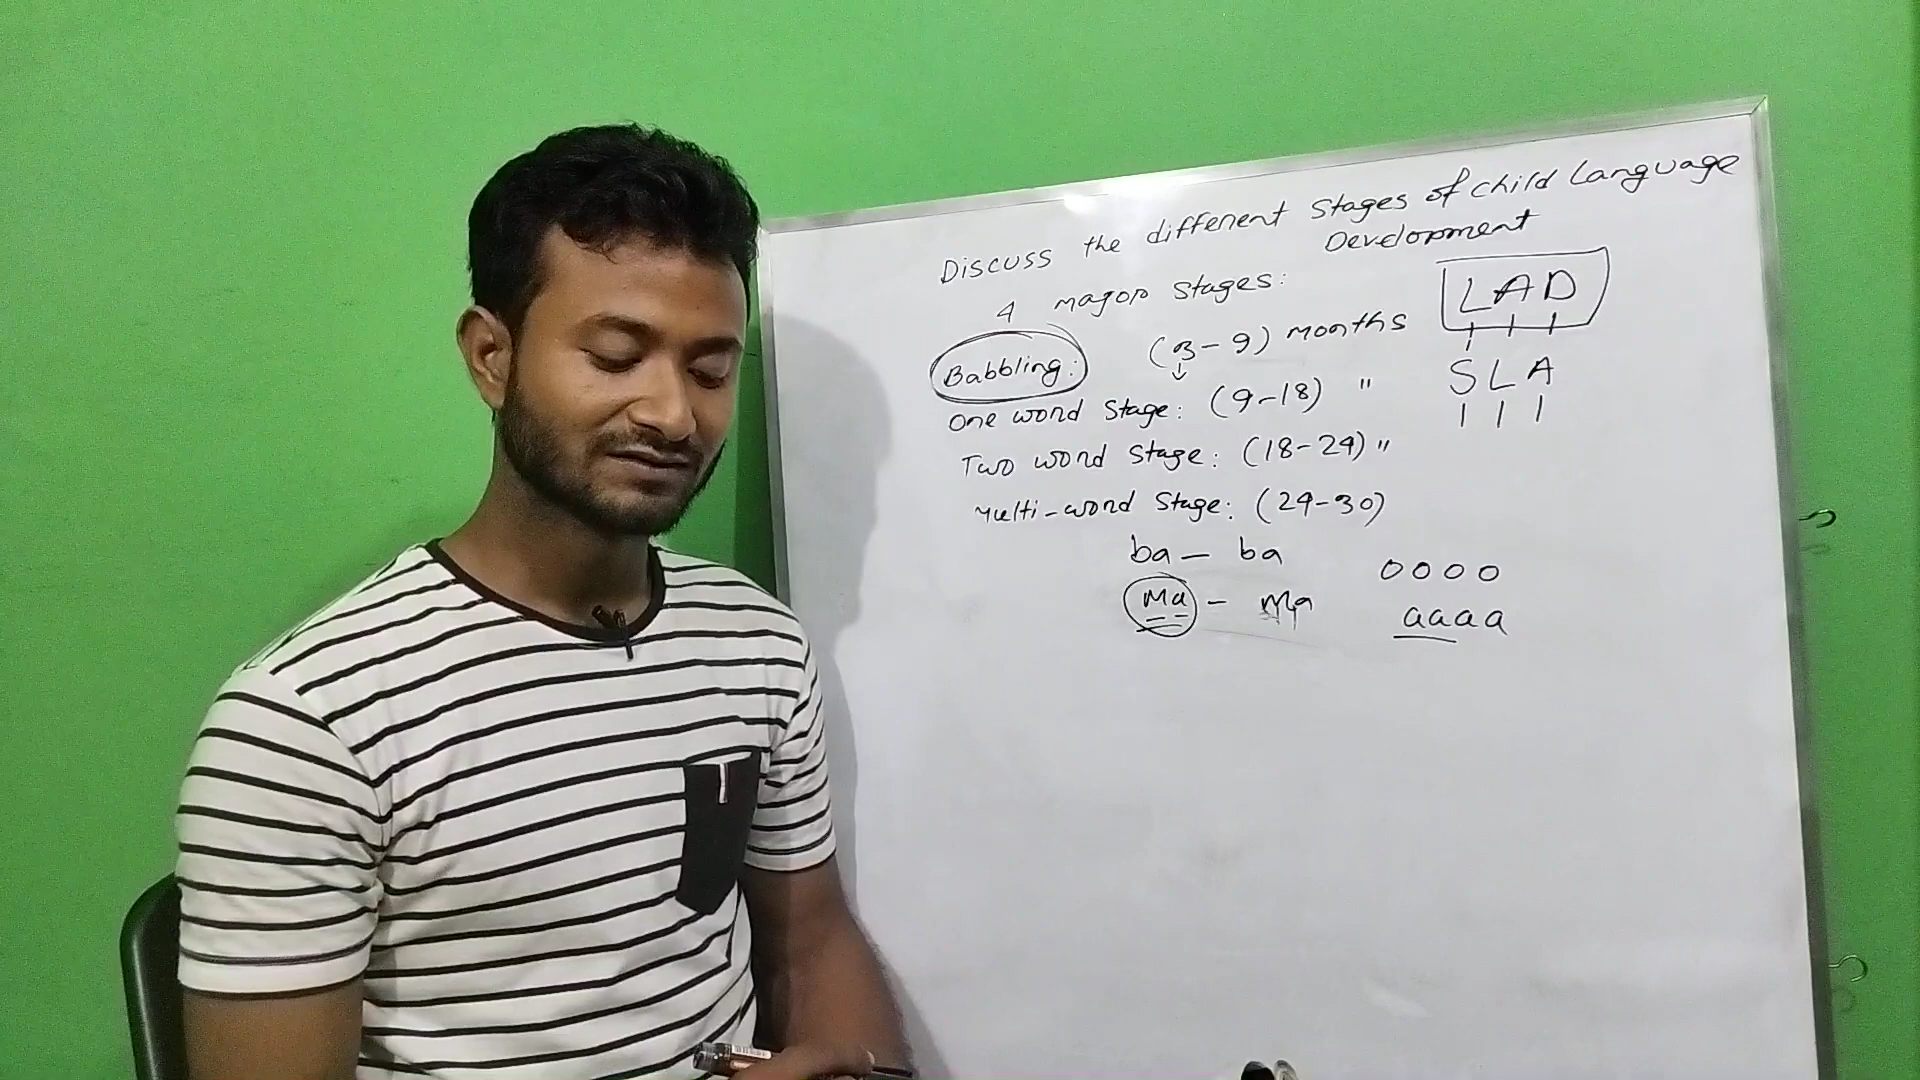 Discuss the different Stages of child Language
Development
4 major Stages:
LAD
Babbling: (3-9) months
SLA
One word Stage: (9-18) "
Two word Stage: (18-24) "
Multi-word Stage: (24-30)
ba - ba
oooo
Ma - Ma
aaaa